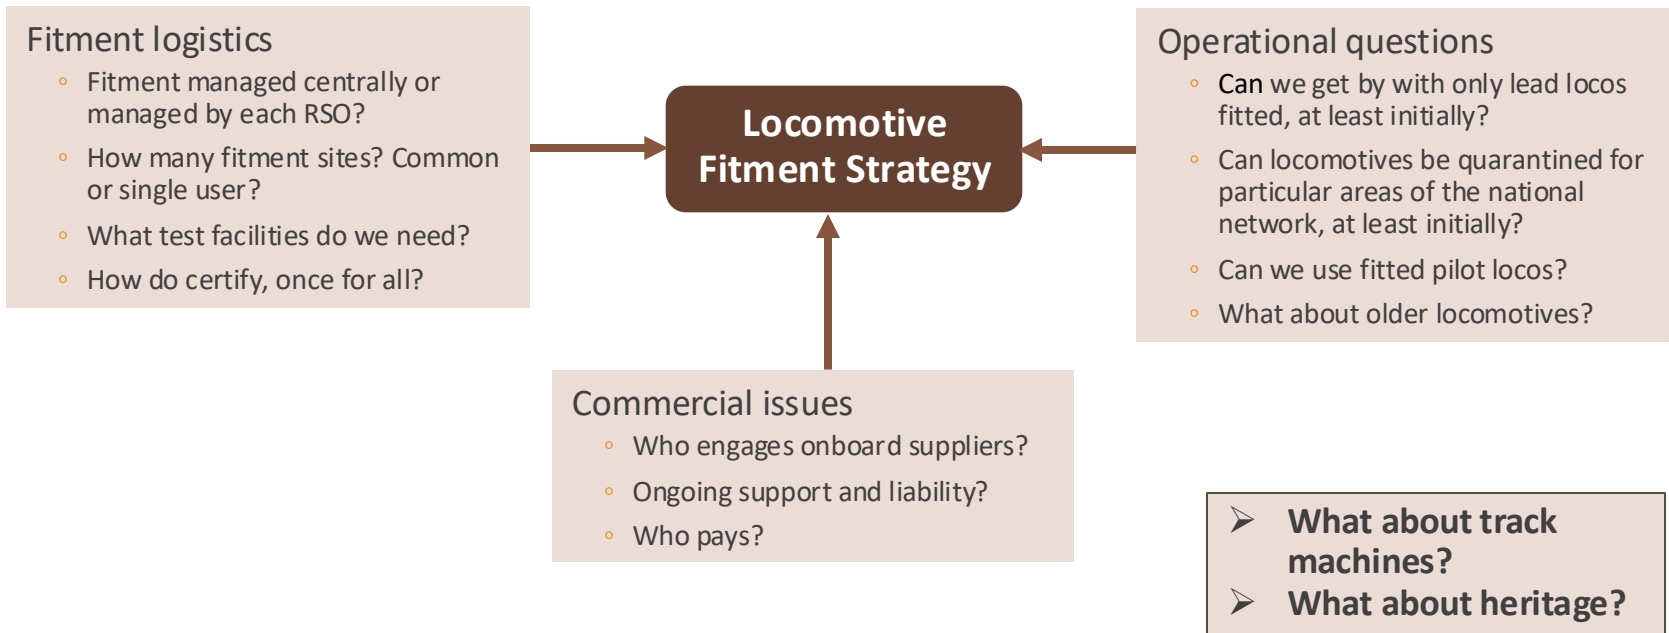 Fitment logistics
◦ Fitment managed centrally or
managed by each RSO?
◦ How many fitment sites? Common
or single user?
◦ What test facilities do we need?
◦ How do certify, once for all?
Locomotive
Fitment Strategy
Operational questions
◦ Can we get by with only lead locos
fitted, at least initially?
◦ Can locomotives be quarantined for
particular areas of the national
network, at least initially?
◦ Can we use fitted pilot locos?
◦ What about older locomotives?
Commercial issues
◦ Who engages onboard suppliers?
◦ Ongoing support and liability?
◦ Who pays?
➢ What about track
machines?
➢ What about heritage?